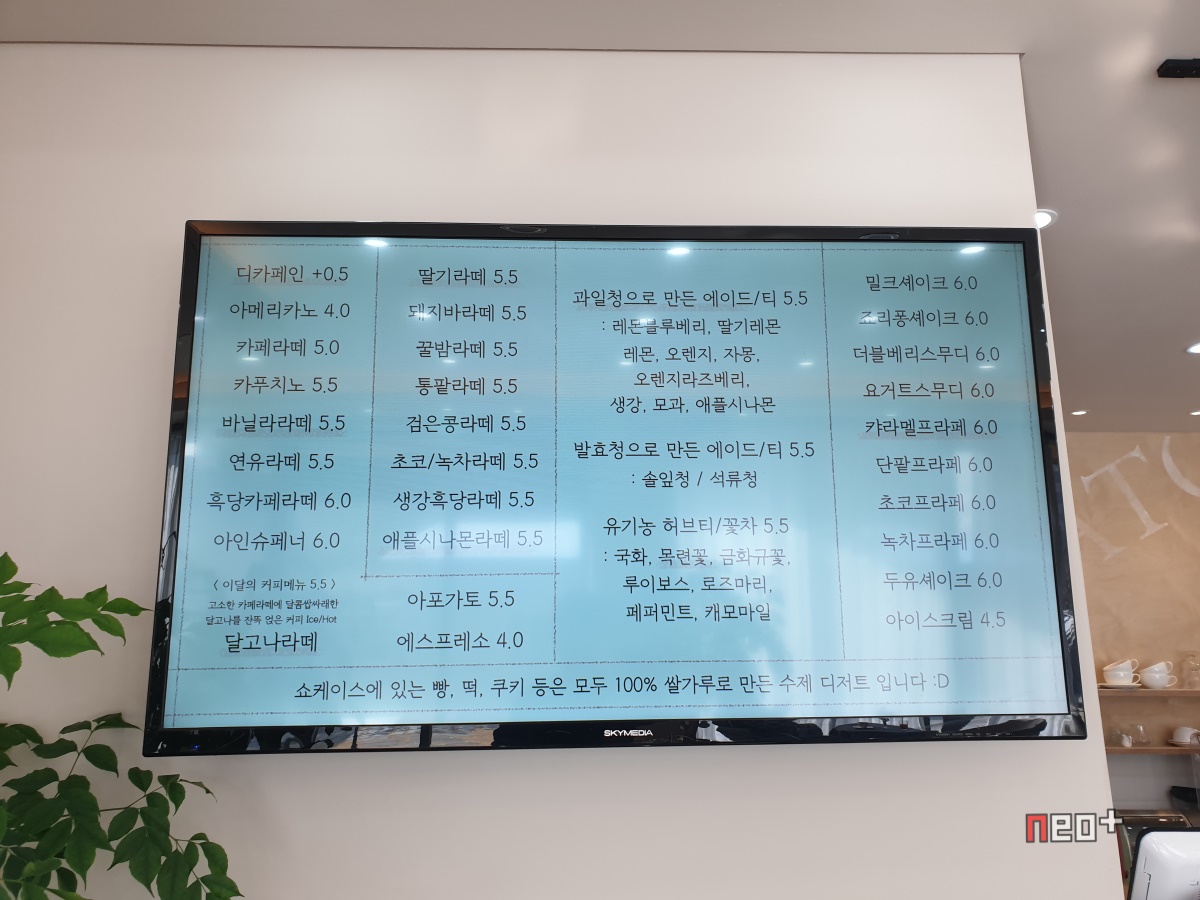 디카페인 +0.5
아메리카노 4.0
카페라떼 5.0
카푸치노 5.5
바닐라라떼 5.5
연유라떼 5.5
흑당카페라떼 6.0
아인슈페너 6.0
< 이달의 커피메뉴 5.5 >
고소한 카페라떼에 달콤쌉싸래한
달고나를 잔뜩 얹은 커피 Ice/Hot
달고나라떼
딸기라떼 5.5
돼지바라떼 5.5
꿀밤라떼 5.5
통팥라떼 5.5
검은콩라떼 5.5
초코/녹차라떼 5.5
생강흑당라떼 5.5
애플시나몬라떼 5.5
아포가토 5.5
에스프레소 4.0
과일청으로 만든 에이드/티 5.5
: 레몬블루베리, 딸기레몬
레몬, 오렌지, 자몽,
오렌지라즈베리,
생강, 모과, 애플시나몬
발효청으로 만든 에이드/티 5.5
: 솔잎청 / 석류청
유기농 허브티/꽃차 5.5
: 국화, 목련꽃, 금화규꽃,
루이보스, 로즈마리,
페퍼민트, 캐모마일
밀크셰이크 6.0
조리퐁셰이크 6.0
더블베리스무디 6.0
요거트스무디 6.0
캬라멜프라페 6.0
단팥프라페 6.0
초코프라페 6.0
녹차프라페 6.0
두유셰이크 6.0
아이스크림 4.5
쇼케이스에 있는 빵, 떡, 쿠키 등은 모두 100% 쌀가루로 만든 수제 디저트 입니다 :D
SKYMEDIA
neo+